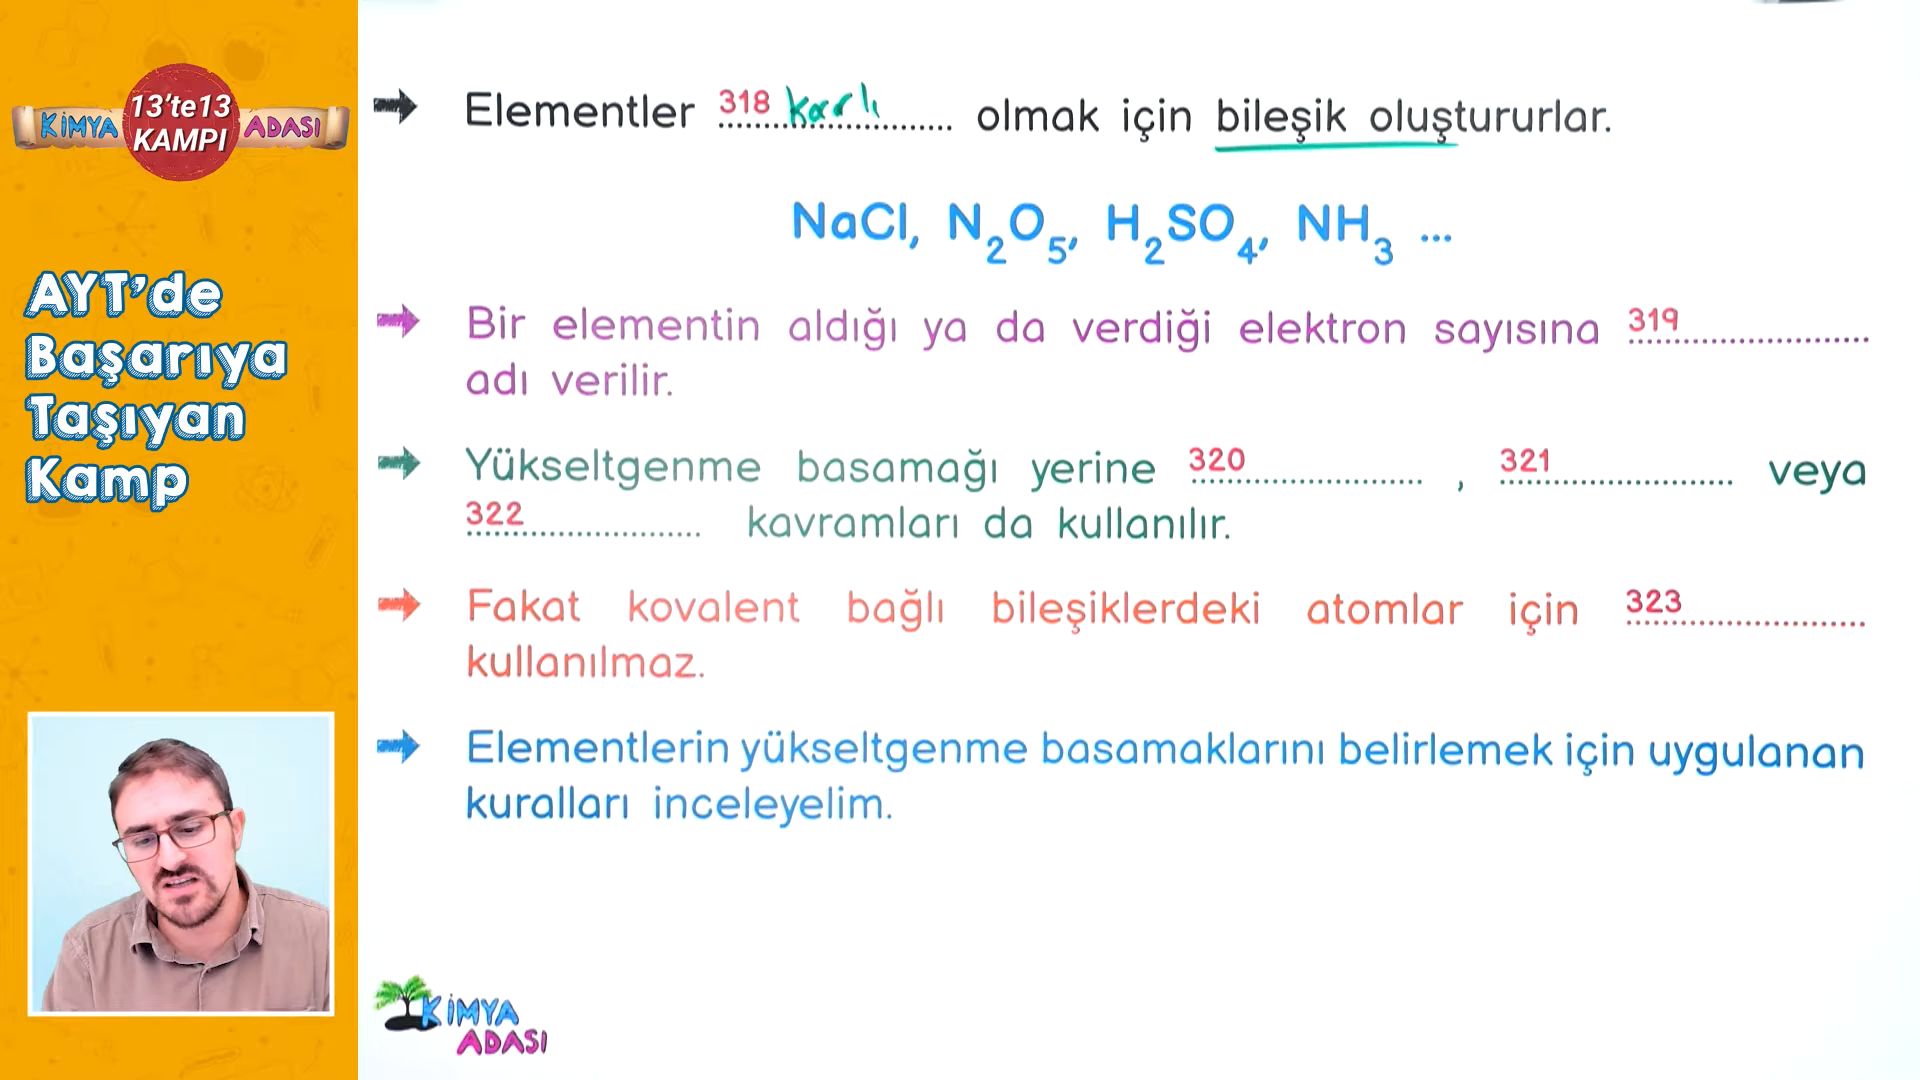 KİMYA 13'te13 KAMPI ADASI
AYT'de
Başarıya
Taşıyan
Kamp
Elementler 318 karlı olmak için bileşik oluştururlar.
NaCl, N₂O₅, H₂SO₄, NH₃ ...
Bir elementin aldığı ya da verdiği elektron sayısına 319
adı verilir.
Yükseltgenme basamağı yerine 320 , 321 veya
322 kavramları da kullanılır.
Fakat kovalent bağlı bileşiklerdeki atomlar için 323
kullanılmaz.
Elementlerin yükseltgenme basamaklarını belirlemek için uygulanan
kuralları inceleyelim.
KİMYA
ADASI